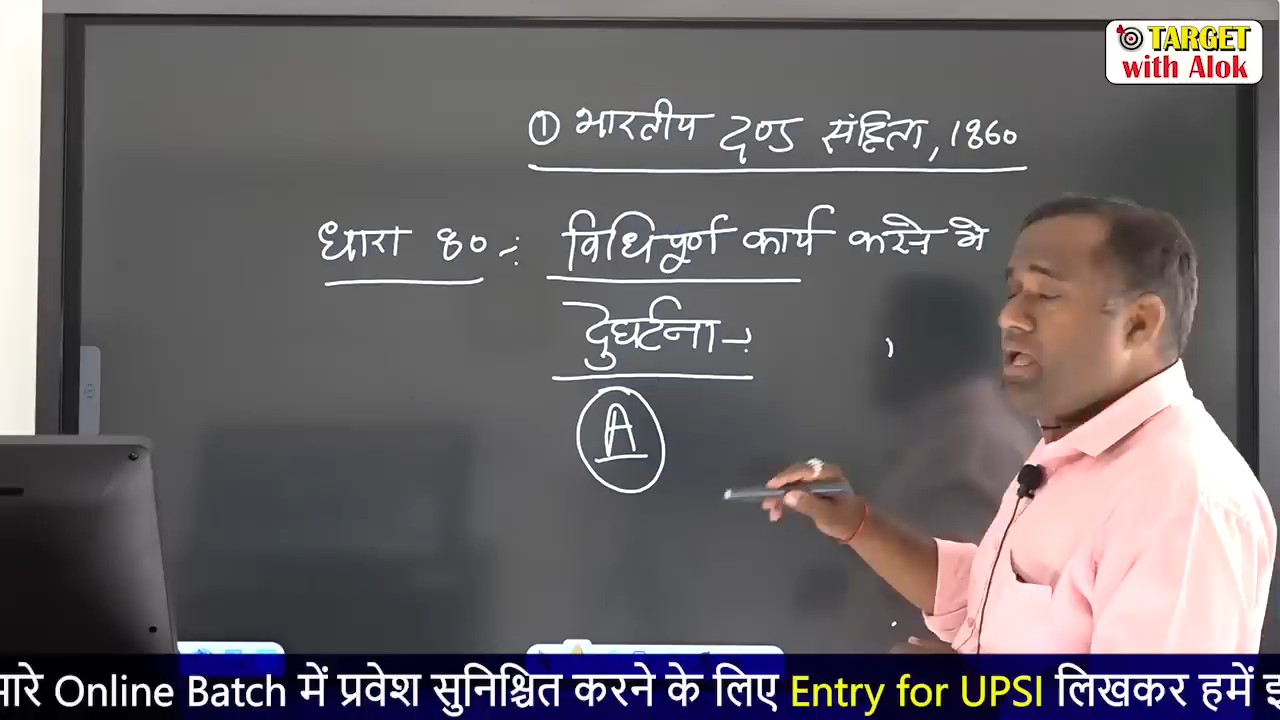 TARGET
with Alok
① भारतीय दण्ड संहिता, 1860
धारा 80 :- विधिपूर्ण कार्य करने मे
दुर्घटना -:
A
मारे Online Batch में प्रवेश सुनिश्चित करने के लिए Entry for UPSI लिखकर हमें इ